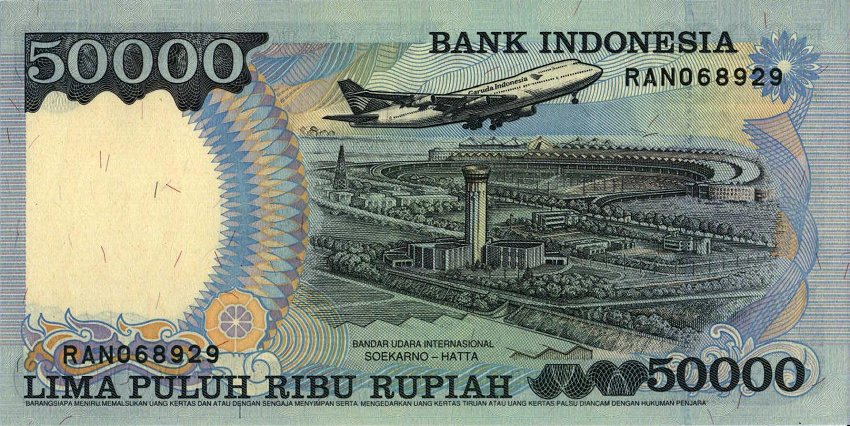 50000
BANK INDONESIA
RAN068929
Garuda Indonesia
BANDAR UDARA INTERNASIONAL
SOEKARNO – HATTA
RAN068929
LIMA PULUH RIBU RUPIAH
50000
BARANGSIAPA MENIRU, MEMALSUKAN UANG KERTAS DAN ATAU DENGAN SENGAJA MENYIMPAN SERTA MENGEDARKAN UANG KERTAS TIRUAN ATAU UANG KERTAS PALSU DIANCAM DENGAN HUKUMAN PENJARA